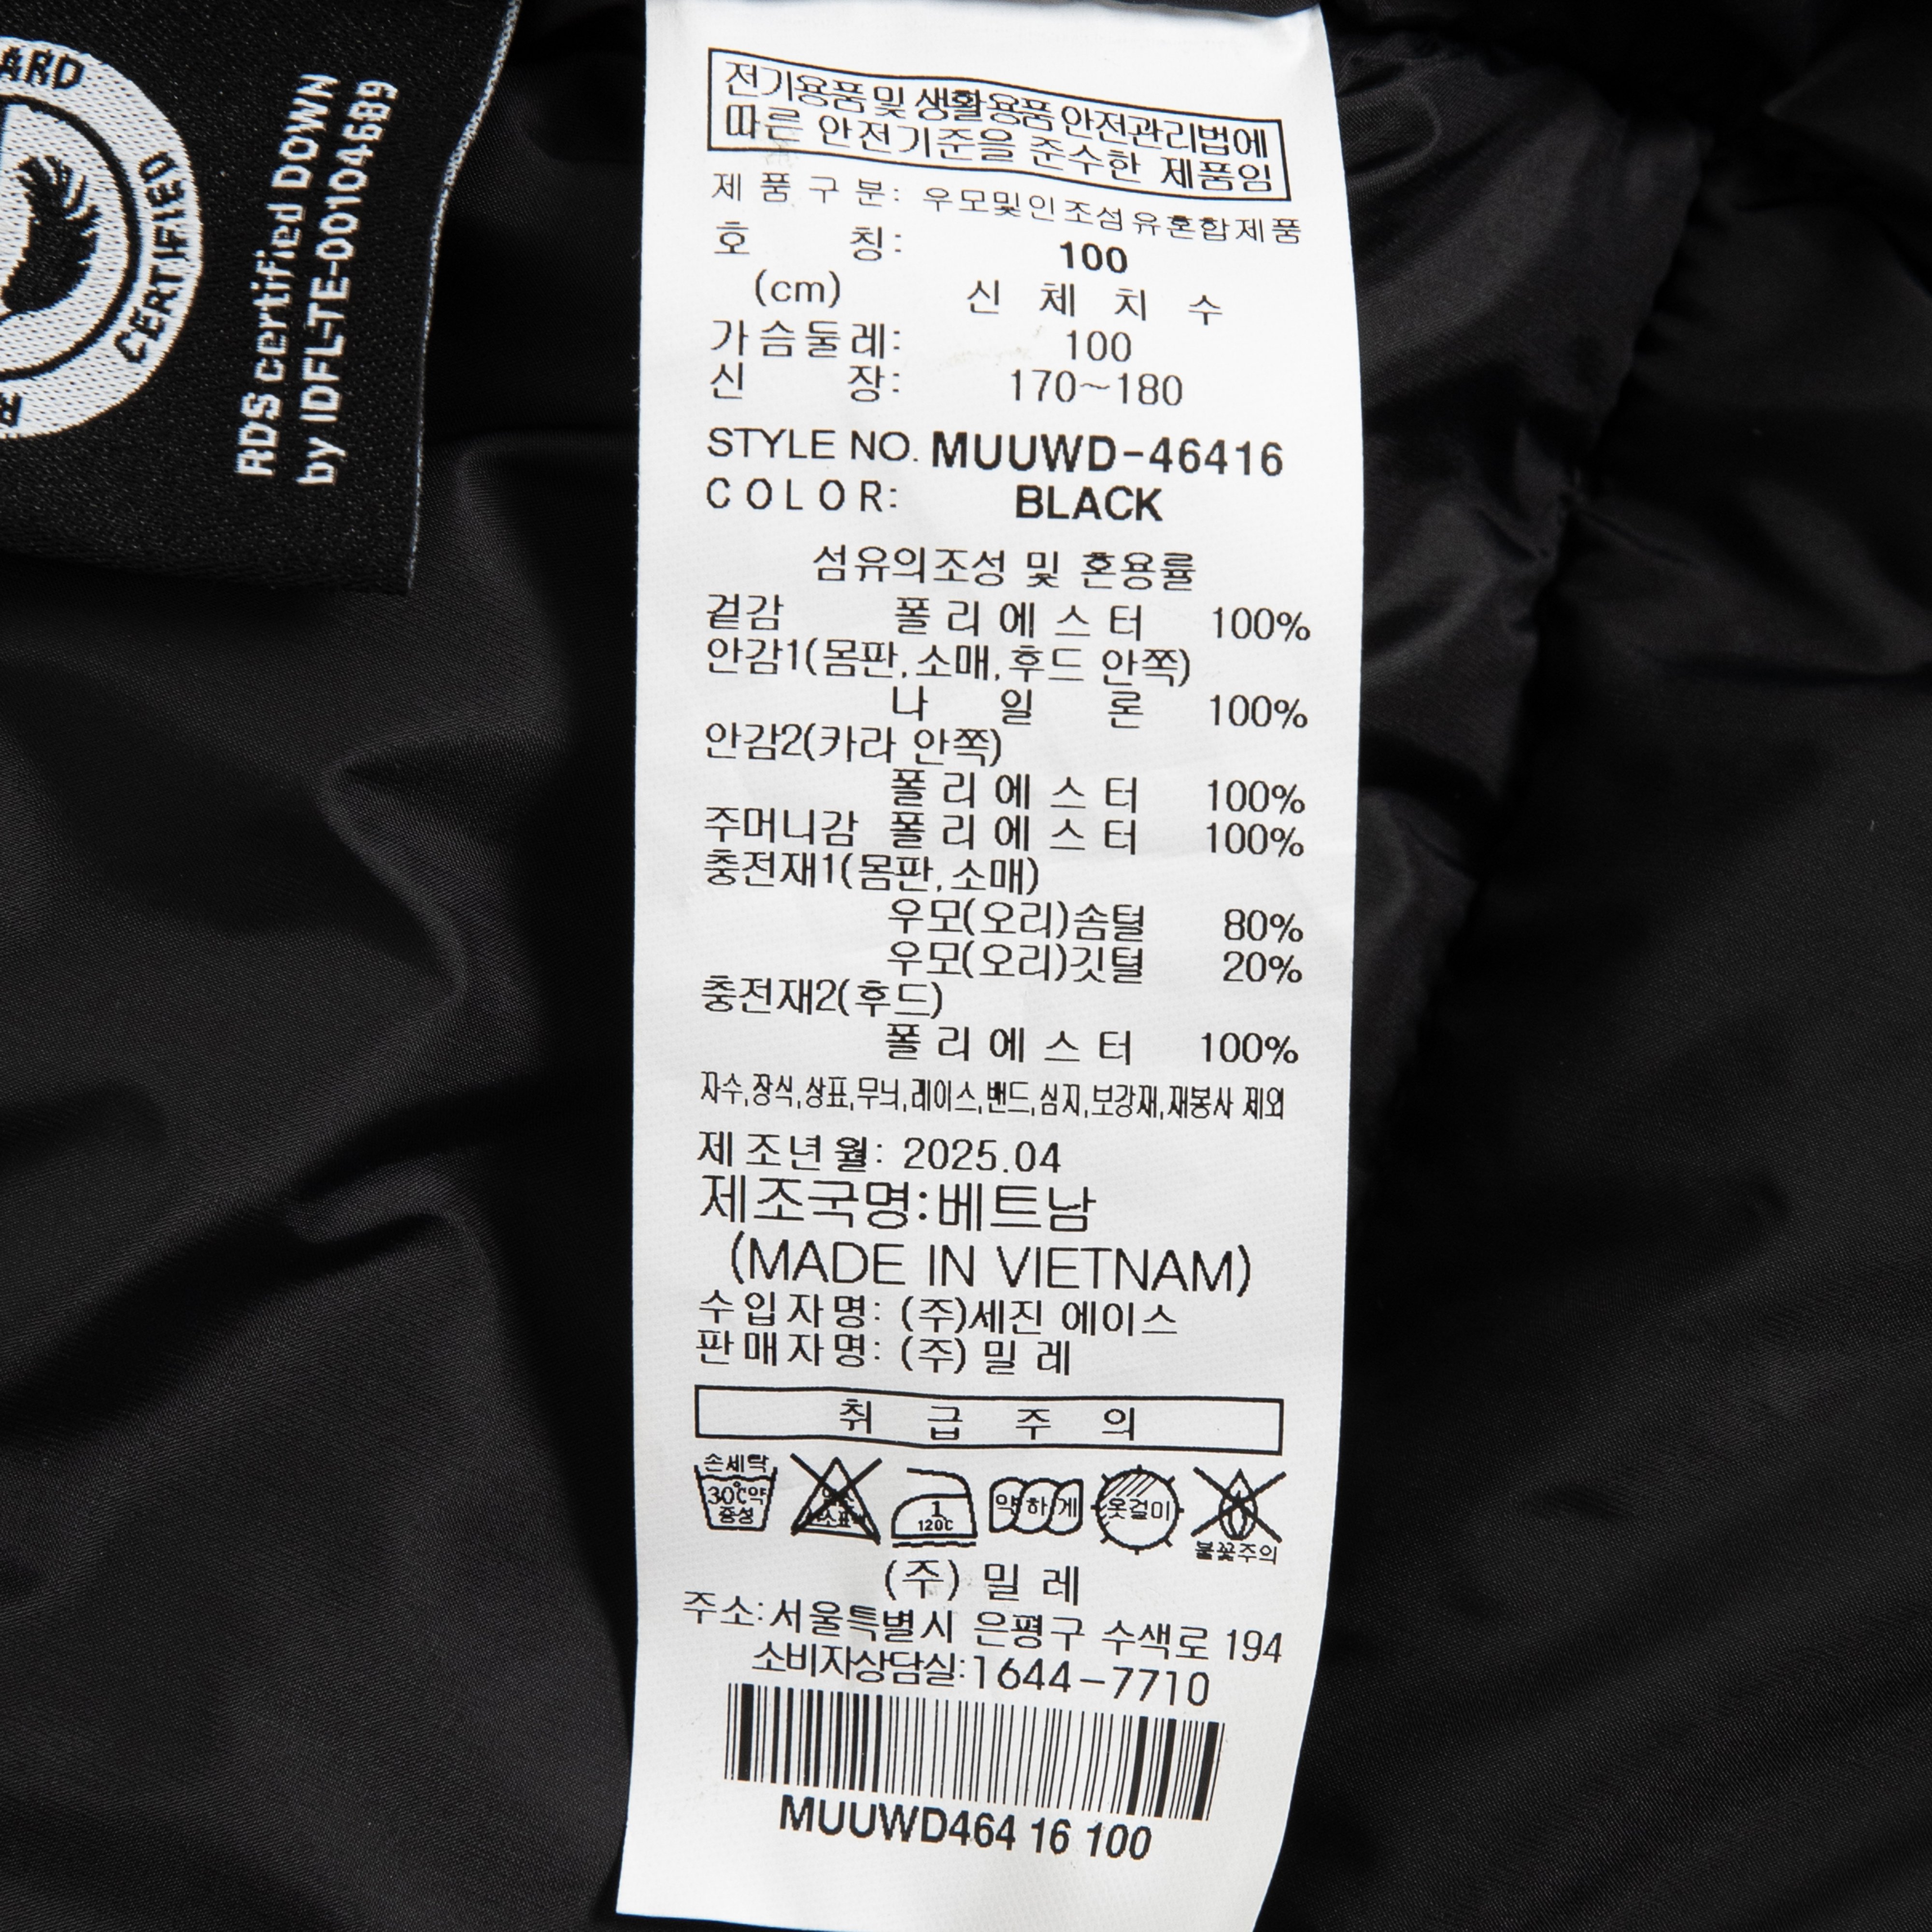 ARD
CERTIFIED
R
RDS certified DOWN
by IDFL-TE-00104689
전기용품 및 생활용품 안전관리법에
따른 안전기준을 준수한 제품임
제품구분: 우모및인조섬유혼합제품
호 칭: 100
(cm) 신 체 치 수
가슴둘레: 100
신 장: 170~180
STYLE NO. MUUWD-46416
COLOR: BLACK
섬유의조성 및 혼용률
겉감 폴리에스터 100%
안감1(몸판,소매,후드 안쪽)
나 일 론 100%
안감2(카라 안쪽)
폴리에스터 100%
주머니감 폴리에스터 100%
충전재1(몸판,소매)
우모(오리)솜털 80%
우모(오리)깃털 20%
충전재2(후드)
폴리에스터 100%
자수,장식,상표,무늬,레이스,밴드,심지,보강재,재봉사 제외
제조년월: 2025.04
제조국명:베트남
(MADE IN VIETNAM)
수입자명: (주)세진 에이스
판매자명: (주) 밀 레
취 급 주 의
손세탁
30℃약
중성
1
120C
약하게
옷걸이
불꽃주의
(주) 밀 레
주소:서울특별시 은평구 수색로 194
소비자상담실:1644-7710
MUUWD464 16 100